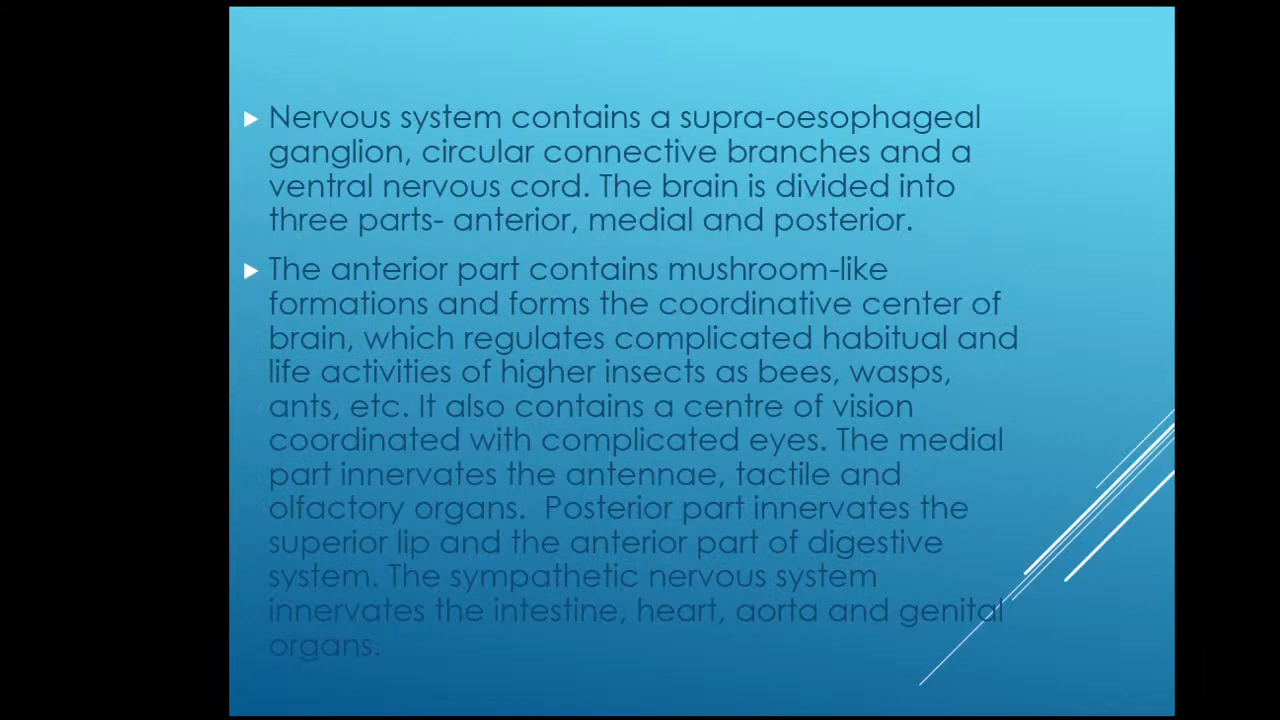 Nervous system contains a supra-oesophageal
ganglion, circular connective branches and a
ventral nervous cord. The brain is divided into
three parts- anterior, medial and posterior.
The anterior part contains mushroom-like
formations and forms the coordinative center of
brain, which regulates complicated habitual and
life activities of higher insects as bees, wasps,
ants, etc. It also contains a centre of vision
coordinated with complicated eyes. The medial
part innervates the antennae, tactile and
olfactory organs.  Posterior part innervates the
superior lip and the anterior part of digestive
system. The sympathetic nervous system
innervates the intestine, heart, aorta and genital
organs.